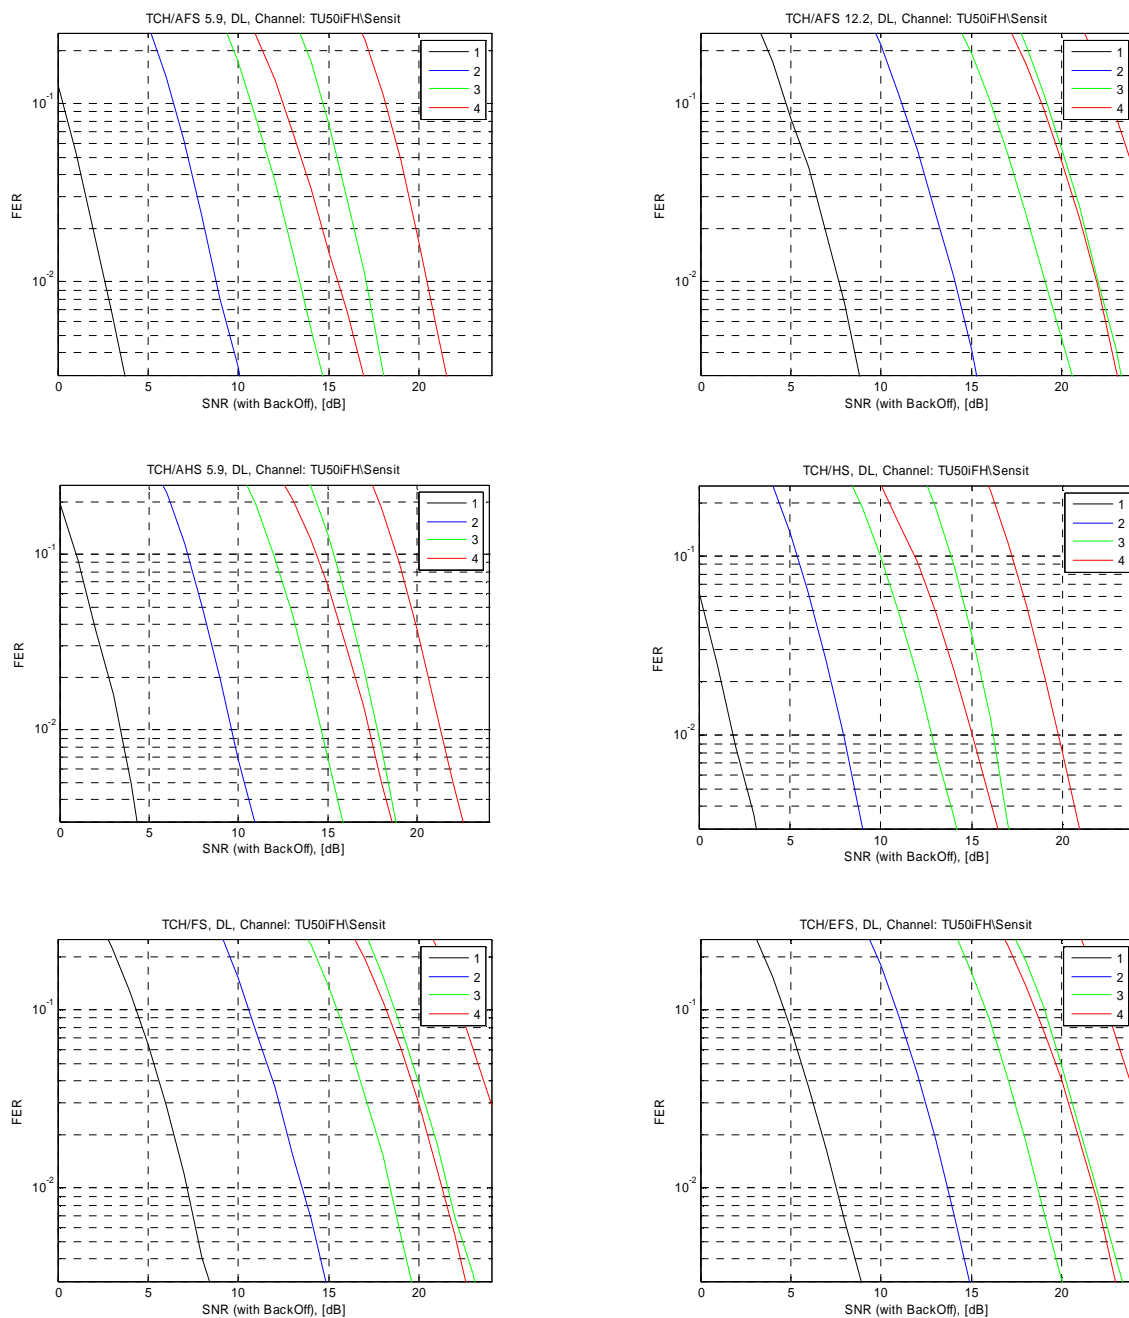 TCH/AFS 5.9, DL, Channel: TU50iFH\Sensit
1
2
3
4
10-1
10-2
FER
0 5 10 15 20
SNR (with BackOff), [dB]
TCH/AFS 12.2, DL, Channel: TU50iFH\Sensit
1
2
3
4
10-1
10-2
FER
0 5 10 15 20
SNR (with BackOff), [dB]
TCH/AHS 5.9, DL, Channel: TU50iFH\Sensit
1
2
3
4
10-1
10-2
FER
0 5 10 15 20
SNR (with BackOff), [dB]
TCH/HS, DL, Channel: TU50iFH\Sensit
1
2
3
4
10-1
10-2
FER
0 5 10 15 20
SNR (with BackOff), [dB]
TCH/FS, DL, Channel: TU50iFH\Sensit
1
2
3
4
10-1
10-2
FER
0 5 10 15 20
SNR (with BackOff), [dB]
TCH/EFS, DL, Channel: TU50iFH\Sensit
1
2
3
4
10-1
10-2
FER
0 5 10 15 20
SNR (with BackOff), [dB]